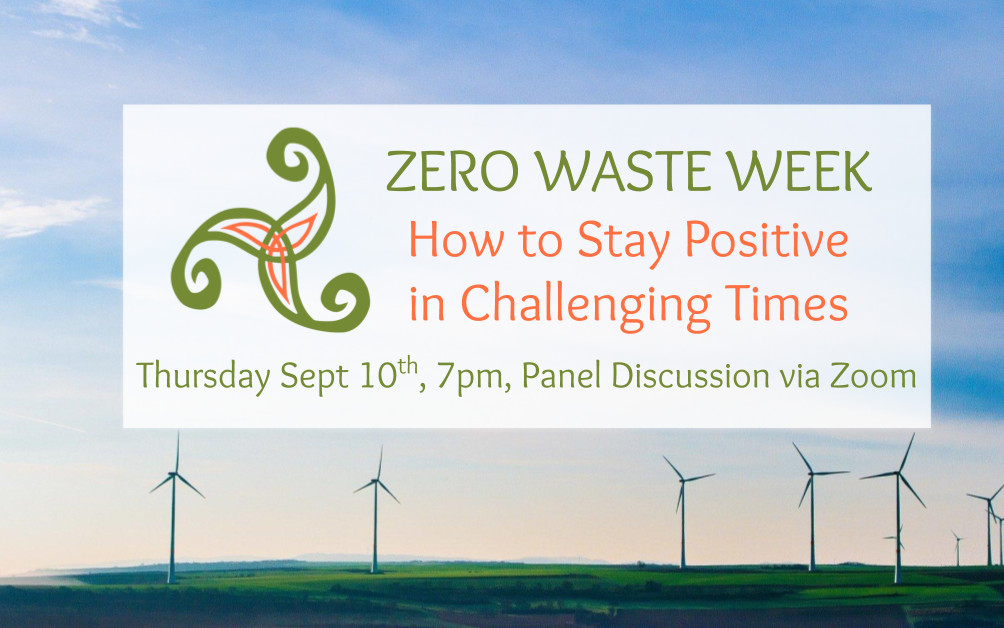 ZERO WASTE WEEK
How to Stay Positive
in Challenging Times
Thursday Sept 10th, 7pm, Panel Discussion via Zoom